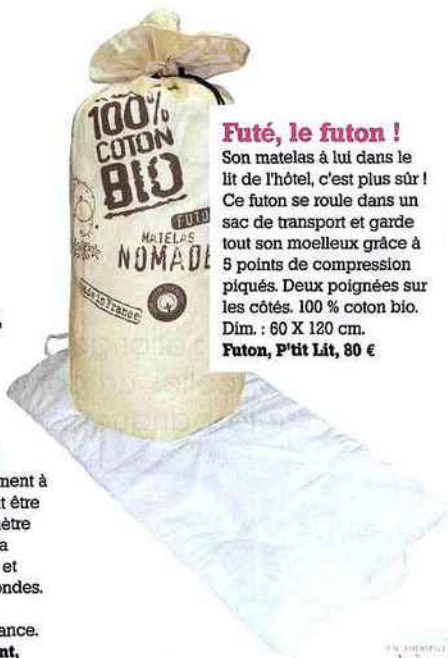 100%
COTON
BIO
FUTO
MATELAS
NOMADE
Made in France
Futé, le futon !
Son matelas à lui dans le
lit de l'hôtel, c'est plus sûr !
Ce futon se roule dans un
sac de transport et garde
tout son moelleux grâce à
5 points de compression
piqués. Deux poignées sur
les côtés. 100 % coton bio.
Dim. : 60 X 120 cm.
Futon, P'tit Lit, 80 €
ment à
t être
ètre
a
et
ondes.
ance.
nt,